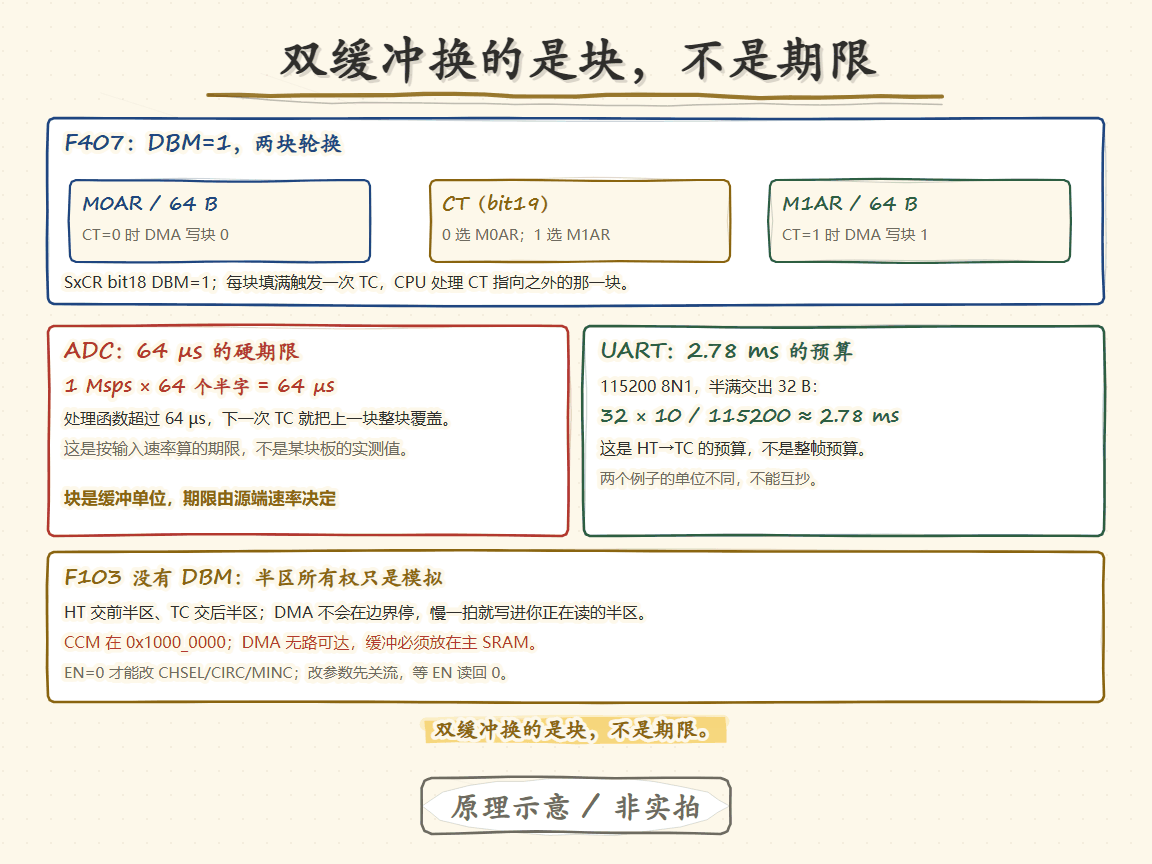 双缓冲换的是块，不是期限
F407：DBM=1，两块轮换
M0AR / 64 B
CT=0 时 DMA 写块 0
CT（bit19）
0 选 M0AR；1 选 M1AR
M1AR / 64 B
CT=1 时 DMA 写块 1
SxCR bit18 DBM=1；每块填满触发一次 TC，CPU 处理 CT 指向之外的那一块。
ADC：64 μs 的硬期限
1 Msps × 64 个半字 = 64 μs
处理函数超过 64 μs，下一次 TC 就把上一块整块覆盖。
这是按输入速率算的期限，不是某块板的实测值。
块是缓冲单位，期限由源端速率决定
UART：2.78 ms 的预算
115200 8N1，半满交出 32 B：
32 × 10 / 115200 ≈ 2.78 ms
这是 HT→TC 的预算，不是整帧预算。
两个例子的单位不同，不能互抄。
F103 没有 DBM：半区所有权只是模拟
HT 交前半区、TC 交后半区；DMA 不会在边界停，慢一拍就写进你正在读的半区。
CCM 在 0x1000_0000；DMA 无路可达，缓冲必须放在主 SRAM。
EN=0 才能改 CHSEL/CIRC/MINC；改参数先关流，等 EN 读回 0。
双缓冲换的是块，不是期限。
原理示意 / 非实拍